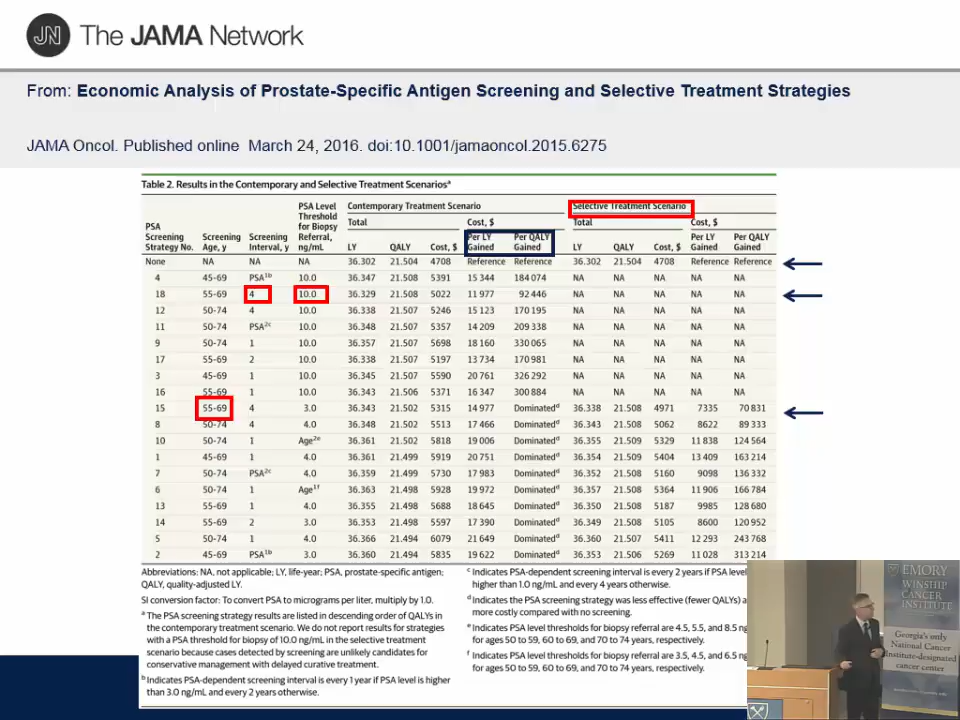 JN The JAMA Network
From: Economic Analysis of Prostate-Specific Antigen Screening and Selective Treatment Strategies
JAMA Oncol. Published online March 24, 2016. doi:10.1001/jamaoncol.2015.6275
Table 2. Results in the Contemporary and Selective Treatment Scenariosᵃ
PSA Screening Strategy No. Screening Age, y Screening Interval, y PSA Level Threshold for Biopsy Referral, ng/mL Contemporary Treatment Scenario Selective Treatment Scenario
Total Cost, $ Total Cost, $
LY QALY Cost, $ Per LY Gained Per QALY Gained LY QALY Cost, $ Per LY Gained Per QALY Gained
None NA NA NA 36.302 21.504 4708 Reference Reference 36.302 21.504 4708 Reference Reference
4 45-69 PSA¹ᵇ 10.0 36.347 21.508 5391 15 344 184 074 NA NA NA NA NA
18 55-69 4 10.0 36.329 21.508 5022 11 977 92 446 NA NA NA NA NA
12 50-74 4 10.0 36.338 21.507 5246 15 123 170 195 NA NA NA NA NA
11 50-74 PSA²ᶜ 10.0 36.348 21.507 5357 14 209 209 338 NA NA NA NA NA
9 50-74 1 10.0 36.357 21.507 5698 18 160 330 065 NA NA NA NA NA
17 55-69 2 10.0 36.338 21.507 5197 13 734 170 981 NA NA NA NA NA
3 45-69 1 10.0 36.345 21.507 5590 20 761 326 292 NA NA NA NA NA
16 55-69 1 10.0 36.343 21.506 5371 16 347 300 884 NA NA NA NA NA
15 55-69 4 3.0 36.343 21.502 5315 14 977 Dominatedᵈ 36.338 21.508 4971 7335 70 831
8 50-74 4 4.0 36.348 21.502 5513 17 466 Dominatedᵈ 36.343 21.508 5062 8622 89 333
10 50-74 1 Age²ᵉ 36.361 21.502 5818 19 006 Dominatedᵈ 36.355 21.509 5329 11 838 124 564
1 45-69 1 4.0 36.361 21.499 5919 20 751 Dominatedᵈ 36.354 21.509 5404 13 409 163 214
7 50-74 PSA²ᶜ 4.0 36.359 21.499 5730 17 983 Dominatedᵈ 36.352 21.508 5160 9098 136 332
6 50-74 1 Age¹ᶠ 36.363 21.498 5928 19 972 Dominatedᵈ 36.357 21.508 5364 11 906 166 784
13 55-69 1 4.0 36.355 21.498 5688 18 645 Dominatedᵈ 36.350 21.508 5187 9985 128 680
14 55-69 2 3.0 36.353 21.498 5597 17 390 Dominatedᵈ 36.349 21.508 5105 8600 120 952
5 50-74 1 4.0 36.366 21.494 6079 21 649 Dominatedᵈ 36.360 21.507 5411 12 293 243 768
2 45-69 PSA¹ᵇ 3.0 36.360 21.494 5835 19 622 Dominatedᵈ 36.353 21.506 5269 11 028 313 214
Abbreviations: NA, not applicable; LY, life-year; PSA, prostate-specific antigen;
QALY, quality-adjusted LY.
SI conversion factor: To convert PSA to micrograms per liter, multiply by 1.0.
ᵃ The PSA screening strategy results are listed in descending order of QALYs in
the contemporary treatment scenario. We do not report results for strategies
with a PSA threshold for biopsy of 10.0 ng/mL in the selective treatment
scenario because cases detected by screening are unlikely candidates for
conservative management with delayed curative treatment.
ᵇ Indicates PSA-dependent screening interval is every 1 year if PSA level is higher
than 3.0 ng/mL and every 2 years otherwise.
ᶜ Indicates PSA-dependent screening interval is every 2 years if PSA level
higher than 1.0 ng/mL and every 4 years otherwise.
ᵈ Indicates the PSA screening strategy was less effective (fewer QALYs) a
more costly compared with no screening.
ᵉ Indicates PSA level thresholds for biopsy referral are 4.5, 5.5, and 8.5 ng
for ages 50 to 59, 60 to 69, and 70 to 74 years, respectively.
ᶠ Indicates PSA level thresholds for biopsy referral are 3.5, 4.5, and 6.5 ng
for ages 50 to 59, 60 to 69, and 70 to 74 years, respectively.
EMORY
WINSHIP
CANCER
INSTITUTE
Georgia's only
National Cancer
Institute-designated
cancer center